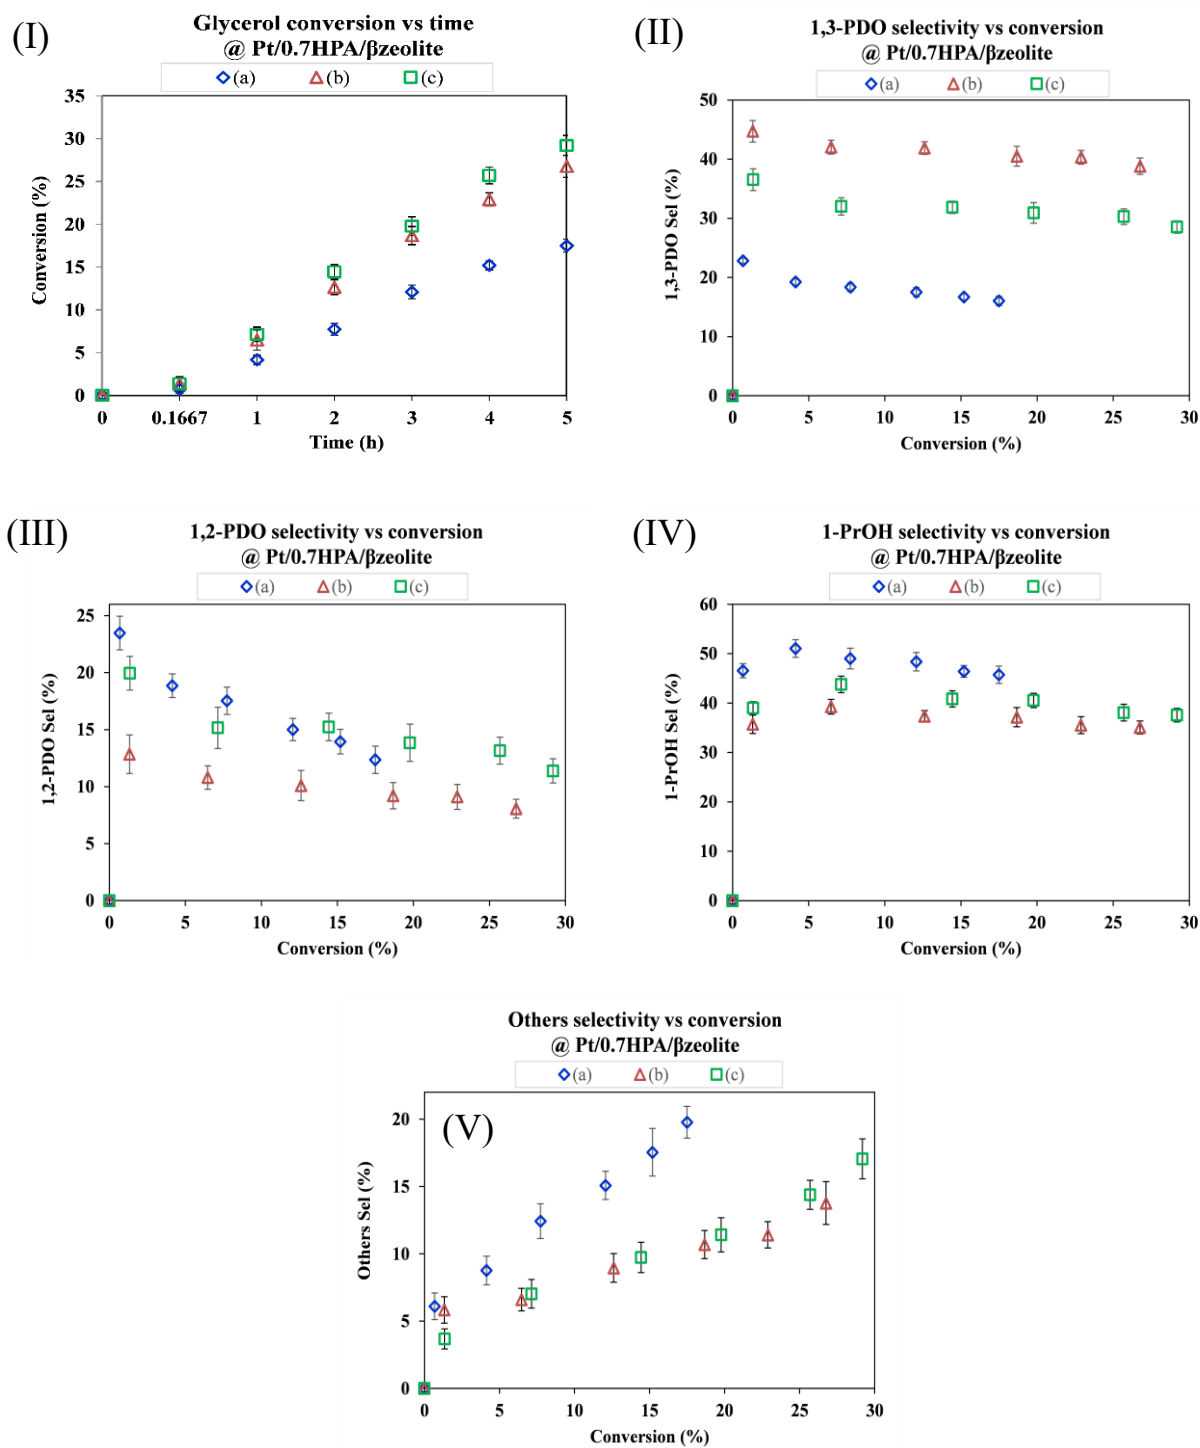 (I)
Glycerol conversion vs time
@ Pt/0.7HPA/βzeolite
(a) (b) (c)
35
30
25
20
15
10
5
0
Conversion (%)
0 0.1667 1 2 3 4 5
Time (h)
(II)
1,3-PDO selectivity vs conversion
@ Pt/0.7HPA/βzeolite
(a) (b) (c)
50
40
30
20
10
0
1,3-PDO Sel (%)
0 5 10 15 20 25 30
Conversion (%)
(III)
1,2-PDO selectivity vs conversion
@ Pt/0.7HPA/βzeolite
(a) (b) (c)
25
20
15
10
5
0
1,2-PDO Sel (%)
0 5 10 15 20 25 30
Conversion (%)
(IV)
1-PrOH selectivity vs conversion
@ Pt/0.7HPA/βzeolite
(a) (b) (c)
60
50
40
30
20
10
0
1-PrOH Sel (%)
0 5 10 15 20 25 30
Conversion (%)
Others selectivity vs conversion
@ Pt/0.7HPA/βzeolite
(a) (b) (c)
(V)
20
15
10
5
0
Others Sel (%)
0 5 10 15 20 25 30
Conversion (%)